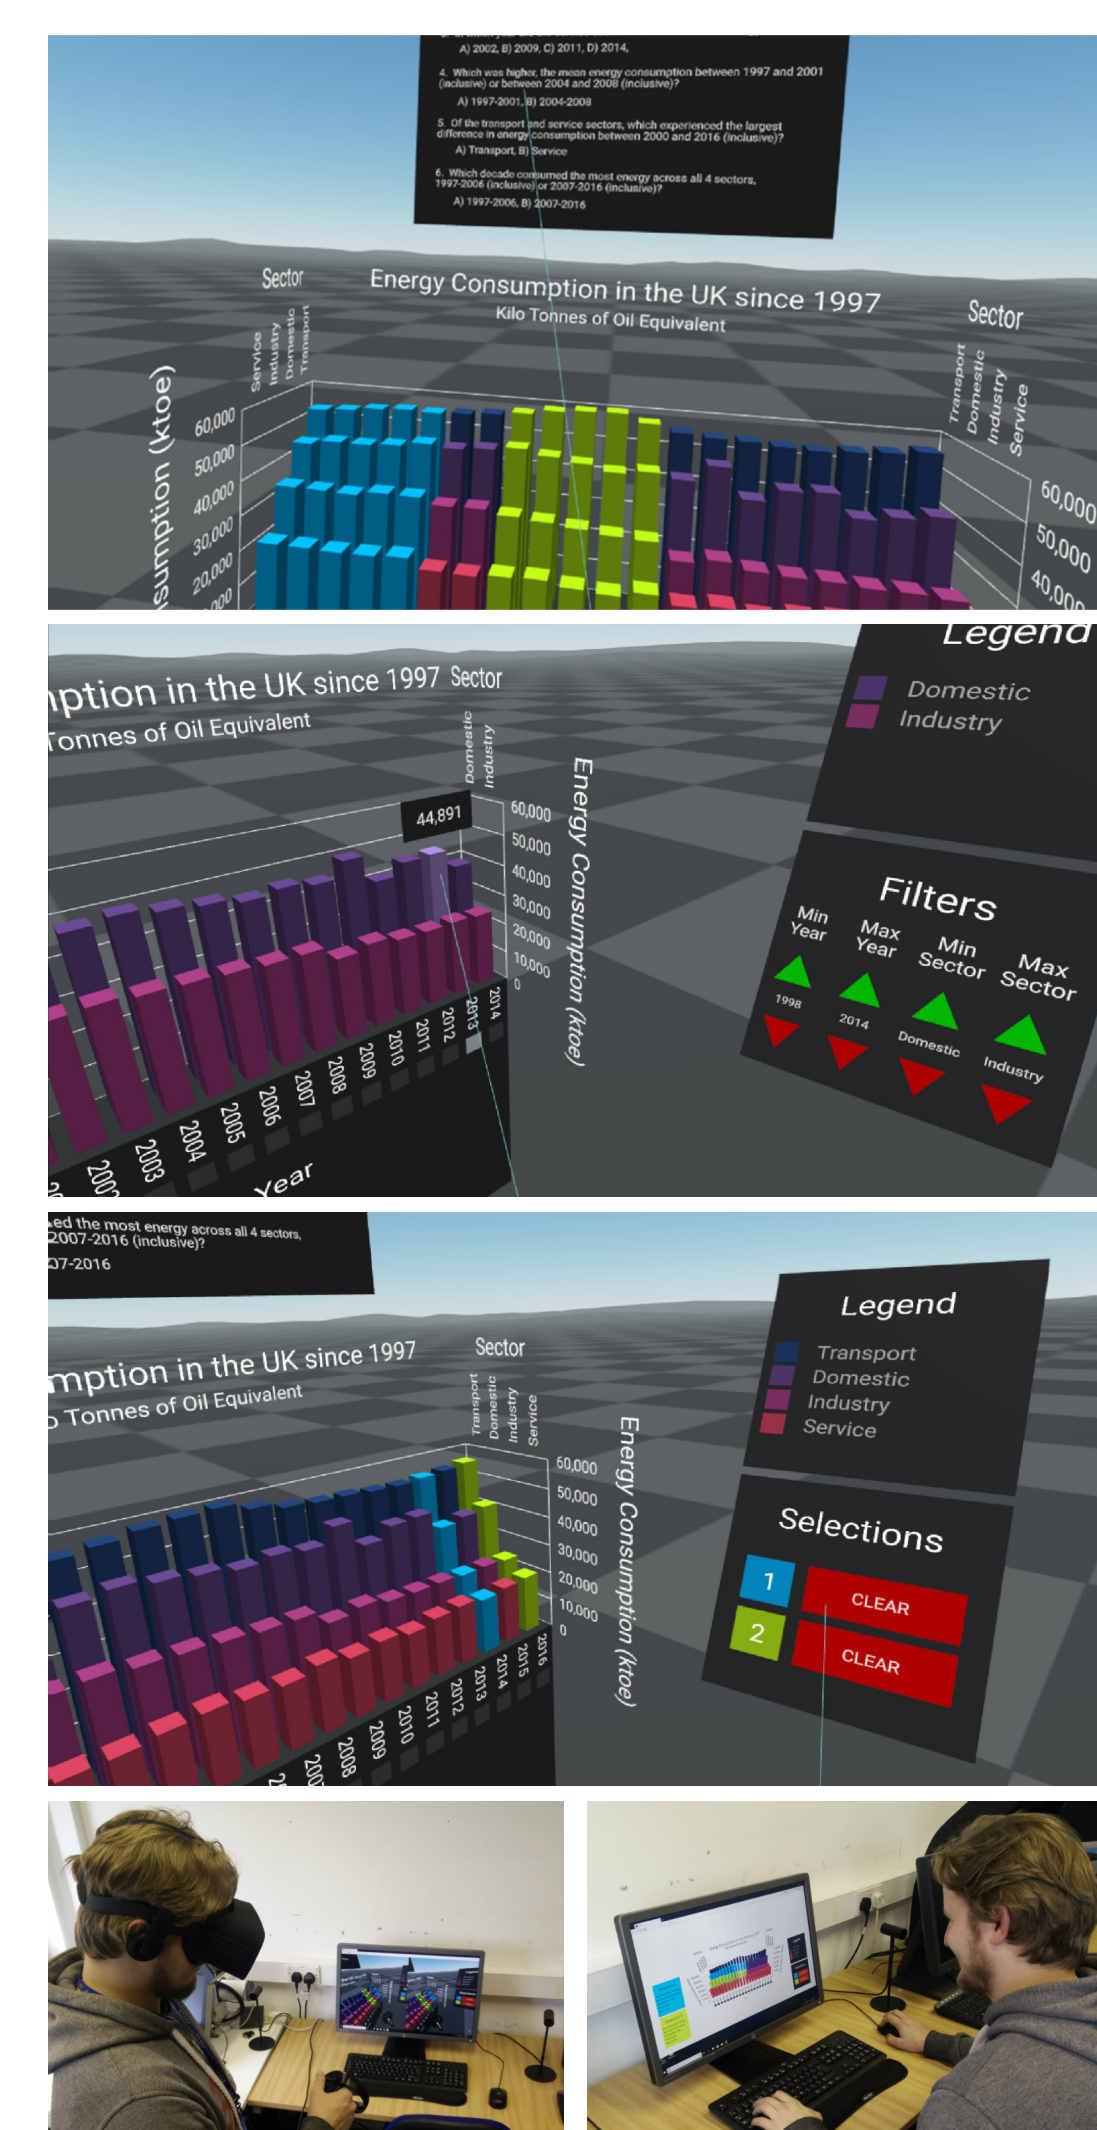 A) 2002, B) 2009, C) 2011, D) 2014,
4. Which was higher, the mean energy consumption between 1997 and 2001
(inclusive) or between 2004 and 2008 (inclusive)?
A) 1997-2001, B) 2004-2008
5. Of the transport and service sectors, which experienced the largest
difference in energy consumption between 2000 and 2016 (inclusive)?
A) Transport, B) Service
6. Which decade consumed the most energy across all 4 sectors,
1997-2006 (inclusive) or 2007-2016 (inclusive)?
A) 1997-2006, B) 2007-2016
Energy Consumption in the UK since 1997
Kilo Tonnes of Oil Equivalent
Sector
Service
Industry
Domestic
Transport
Sector
Transport
Domestic
Industry
Service
sumption (ktoe)
60,000
50,000
40,000
30,000
20,000
,000
60,000
50,000
40,000
nption in the UK since 1997
Tonnes of Oil Equivalent
Sector
Domestic
Industry
44,891
60,000
50,000
40,000
30,000
20,000
10,000
0
Energy Consumption (ktoe)
2003
2004
2005
2006
2007
2008
2009
2010
2011
2012
2013
2014
Year
Legend
Domestic
Industry
Filters
Min Year
Max Year
Min Sector
Max Sector
1998
2014
Domestic
Industry
ed the most energy across all 4 sectors,
2007-2016 (inclusive)?
07-2016
mption in the UK since 1997
o Tonnes of Oil Equivalent
Sector
Transport
Domestic
Industry
Service
60,000
50,000
40,000
30,000
20,000
10,000
0
Energy Consumption (ktoe)
2008
2009
2010
2011
2012
2013
2014
2015
2016
Legend
Transport
Domestic
Industry
Service
Selections
1 CLEAR
2 CLEAR